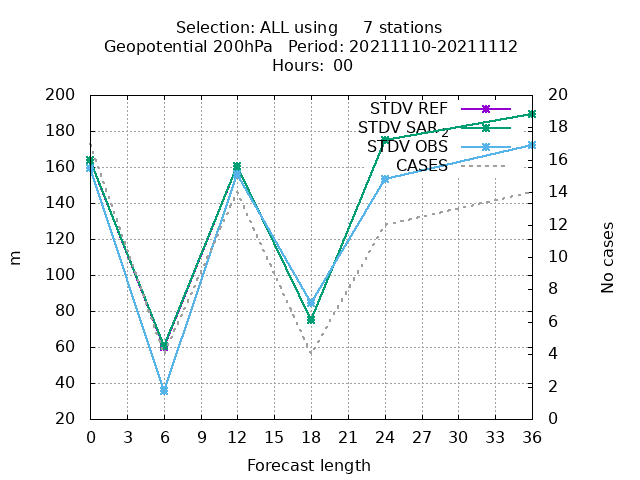 Selection: ALL using     7 stations
Geopotential 200hPa   Period: 20211110-20211112
Hours:  00
200
180
160
140
120
100
80
60
40
20
m
20
18
16
14
12
10
8
6
4
2
0
No cases
STDV REF
STDV SAR 2
STDV OBS
CASES
0 3 6 9 12 15 18 21 24 27 30 33 36
Forecast length